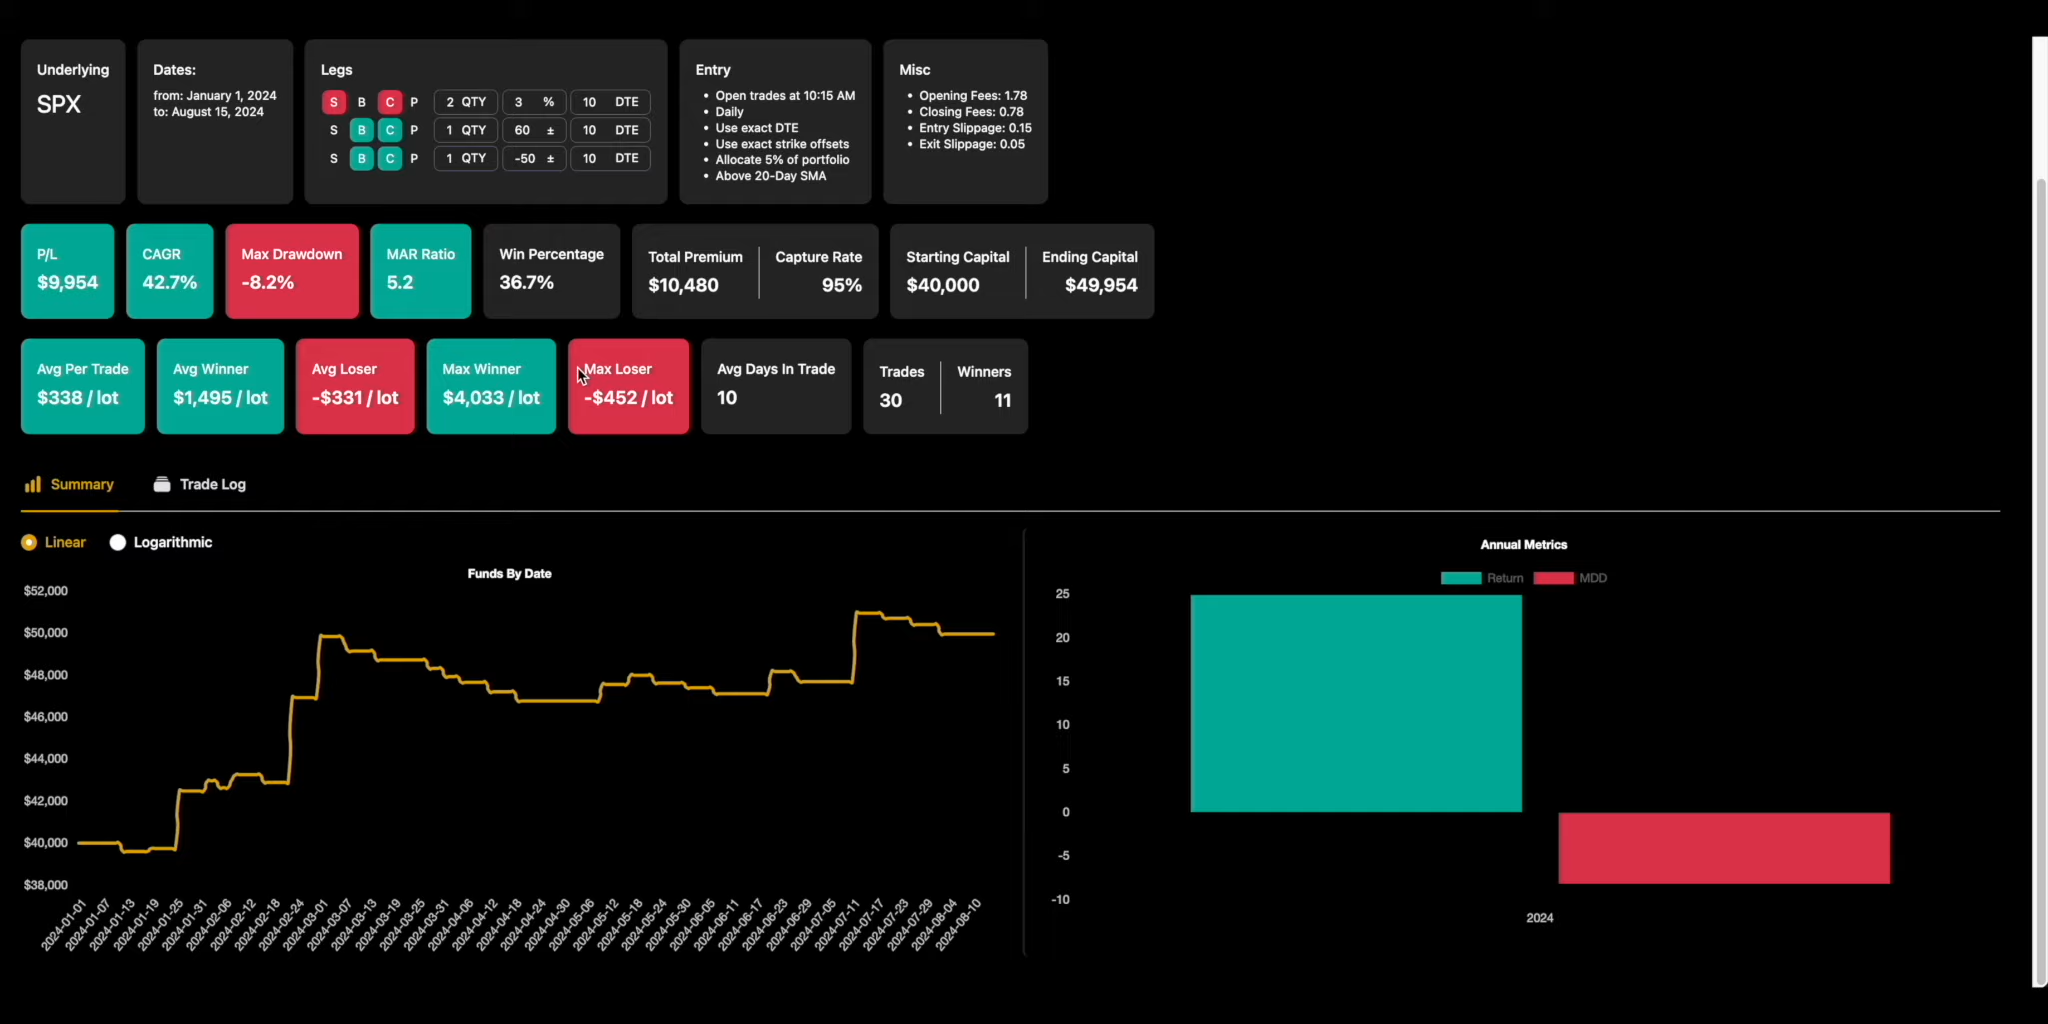 Underlying
SPX
Dates:
from: January 1, 2024
to: August 15, 2024
Legs
S B C P 2 QTY 3 % 10 DTE
S B C P 1 QTY 60 ± 10 DTE
S B C P 1 QTY -50 ± 10 DTE
Entry
• Open trades at 10:15 AM
• Daily
• Use exact DTE
• Use exact strike offsets
• Allocate 5% of portfolio
• Above 20-Day SMA
Misc
• Opening Fees: 1.78
• Closing Fees: 0.78
• Entry Slippage: 0.15
• Exit Slippage: 0.05
P/L
$9,954
CAGR
42.7%
Max Drawdown
-8.2%
MAR Ratio
5.2
Win Percentage
36.7%
Total Premium
$10,480
Capture Rate
95%
Starting Capital
$40,000
Ending Capital
$49,954
Avg Per Trade
$338 / lot
Avg Winner
$1,495 / lot
Avg Loser
-$331 / lot
Max Winner
$4,033 / lot
Max Loser
-$452 / lot
Avg Days In Trade
10
Trades
30
Winners
11
Summary
Trade Log
Linear
Logarithmic
Funds By Date
$52,000
$50,000
$48,000
$46,000
$44,000
$42,000
$40,000
$38,000
2024-01-01
2024-01-07
2024-01-13
2024-01-19
2024-01-25
2024-01-31
2024-02-06
2024-02-12
2024-02-18
2024-02-24
2024-03-01
2024-03-07
2024-03-13
2024-03-19
2024-03-25
2024-03-31
2024-04-06
2024-04-12
2024-04-18
2024-04-24
2024-04-30
2024-05-06
2024-05-12
2024-05-18
2024-05-24
2024-05-30
2024-06-05
2024-06-11
2024-06-17
2024-06-23
2024-06-29
2024-07-05
2024-07-11
2024-07-17
2024-07-23
2024-07-29
2024-08-04
2024-08-10
Annual Metrics
Return
MDD
25
20
15
10
5
0
-5
-10
2024